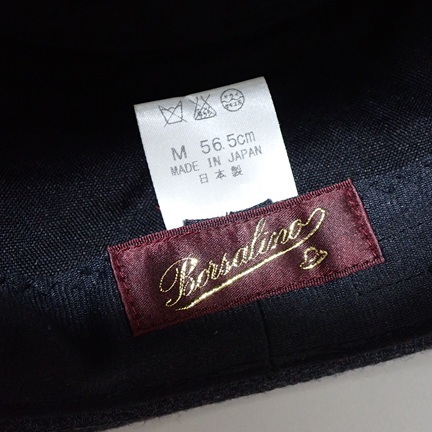 M 56.5cm
MADE IN JAPAN
日本製
Borsalino